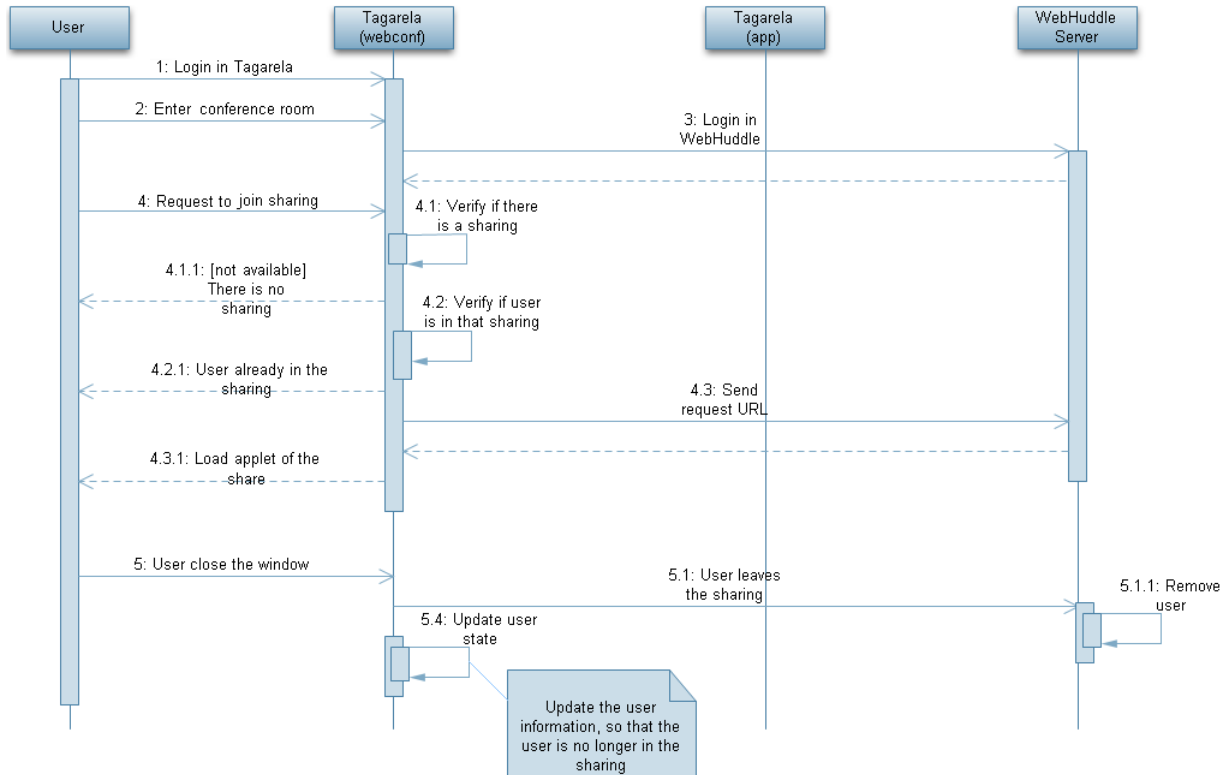 User
Tagarela
(webconf)
Tagarela
(app)
WebHuddle
Server
1: Login in Tagarela
2: Enter conference room
3: Login in
WebHuddle
4: Request to join sharing
4.1: Verify if there
is a sharing
4.1.1: [not available]
There is no
sharing
4.2: Verify if user
is in that sharing
4.2.1: User already in the
sharing
4.3: Send
request URL
4.3.1: Load applet of the
share
5: User close the window
5.1: User leaves
the sharing
5.1.1: Remove
user
5.4: Update user
state
Update the user
information, so that the
user is no longer in the
sharing